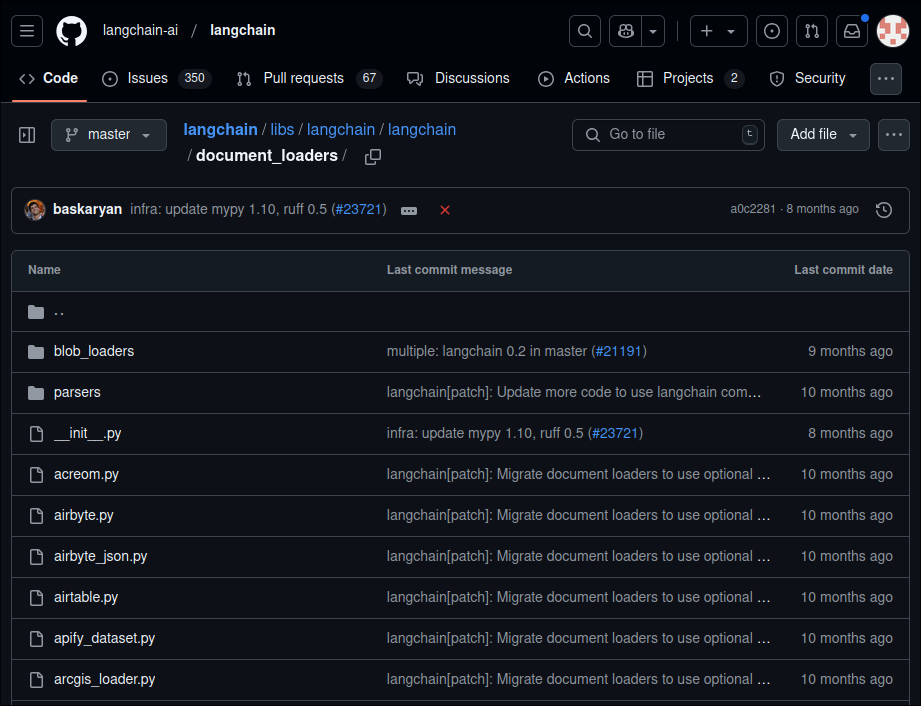 langchain-ai / langchain
Code Issues 350 Pull requests 67 Discussions Actions Projects 2 Security
master langchain / libs / langchain / langchain Go to file t Add file
/ document_loaders /
baskaryan infra: update mypy 1.10, ruff 0.5 (#23721) a0c2281 · 8 months ago
Name Last commit message Last commit date
..
blob_loaders multiple: langchain 0.2 in master (#21191) 9 months ago
parsers langchain[patch]: Update more code to use langchain com… 10 months ago
__init__.py infra: update mypy 1.10, ruff 0.5 (#23721) 8 months ago
acreom.py langchain[patch]: Migrate document loaders to use optional … 10 months ago
airbyte.py langchain[patch]: Migrate document loaders to use optional … 10 months ago
airbyte_json.py langchain[patch]: Migrate document loaders to use optional … 10 months ago
airtable.py langchain[patch]: Migrate document loaders to use optional … 10 months ago
apify_dataset.py langchain[patch]: Migrate document loaders to use optional … 10 months ago
arcgis_loader.py langchain[patch]: Migrate document loaders to use optional … 10 months ago